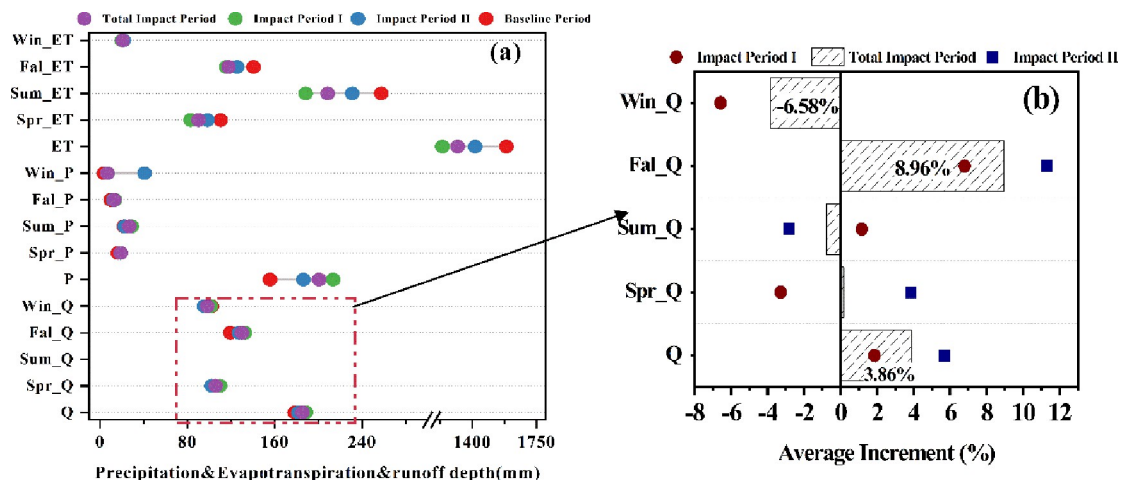 Total Impact Period Impact Period I Impact Period II Baseline Period
(a)
Win_ET
Fal_ET
Sum_ET
Spr_ET
ET
Win_P
Fal_P
Sum_P
Spr_P
P
Win_Q
Fal_Q
Sum_Q
Spr_Q
Q
0 80 160 240 1400 1750
Precipitation&Evapotranspiration&runoff depth(mm)
Impact Period I Total Impact Period Impact Period II
(b)
Win_Q
-6.58%
Fal_Q
8.96%
Sum_Q
Spr_Q
Q
3.86%
-8 -6 -4 -2 0 2 4 6 8 10 12
Average Increment (%)